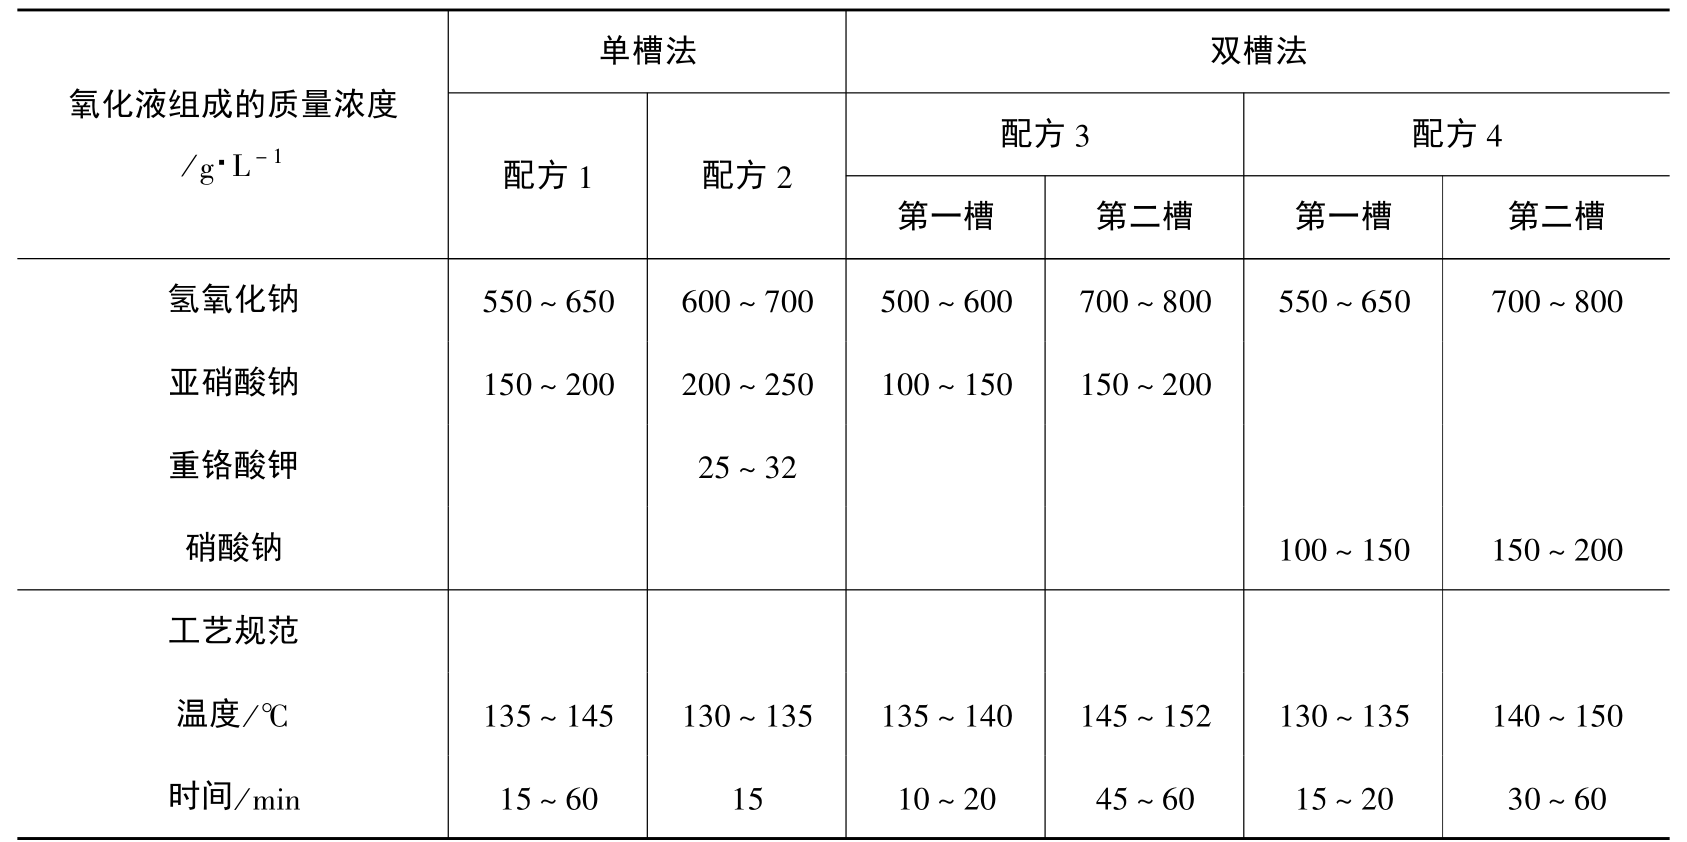 氧化液组成的质量浓度
/g·L⁻¹
单槽法 双槽法
配方 1 配方 2 配方 3 配方 4
第一槽 第二槽 第一槽 第二槽
氢氧化钠 550～650 600～700 500～600 700～800 550～650 700～800
亚硝酸钠 150～200 200～250 100～150 150～200
重铬酸钾 25～32
硝酸钠 100～150 150～200
工艺规范
温度/℃ 135～145 130～135 135～140 145～152 130～135 140～150
时间/min 15～60 15 10～20 45～60 15～20 30～60